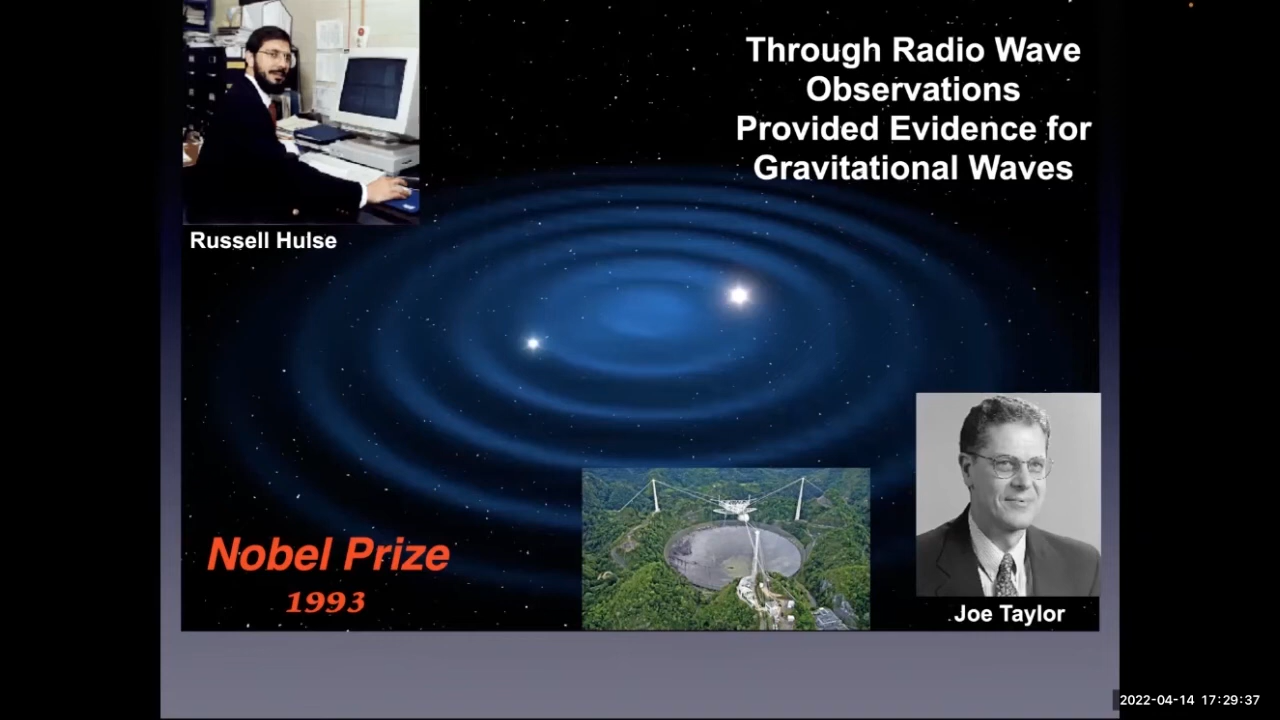 Through Radio Wave
Observations
Provided Evidence for
Gravitational Waves
Russell Hulse
Nobel Prize
1993
Joe Taylor
2022-04-14 17:29:37